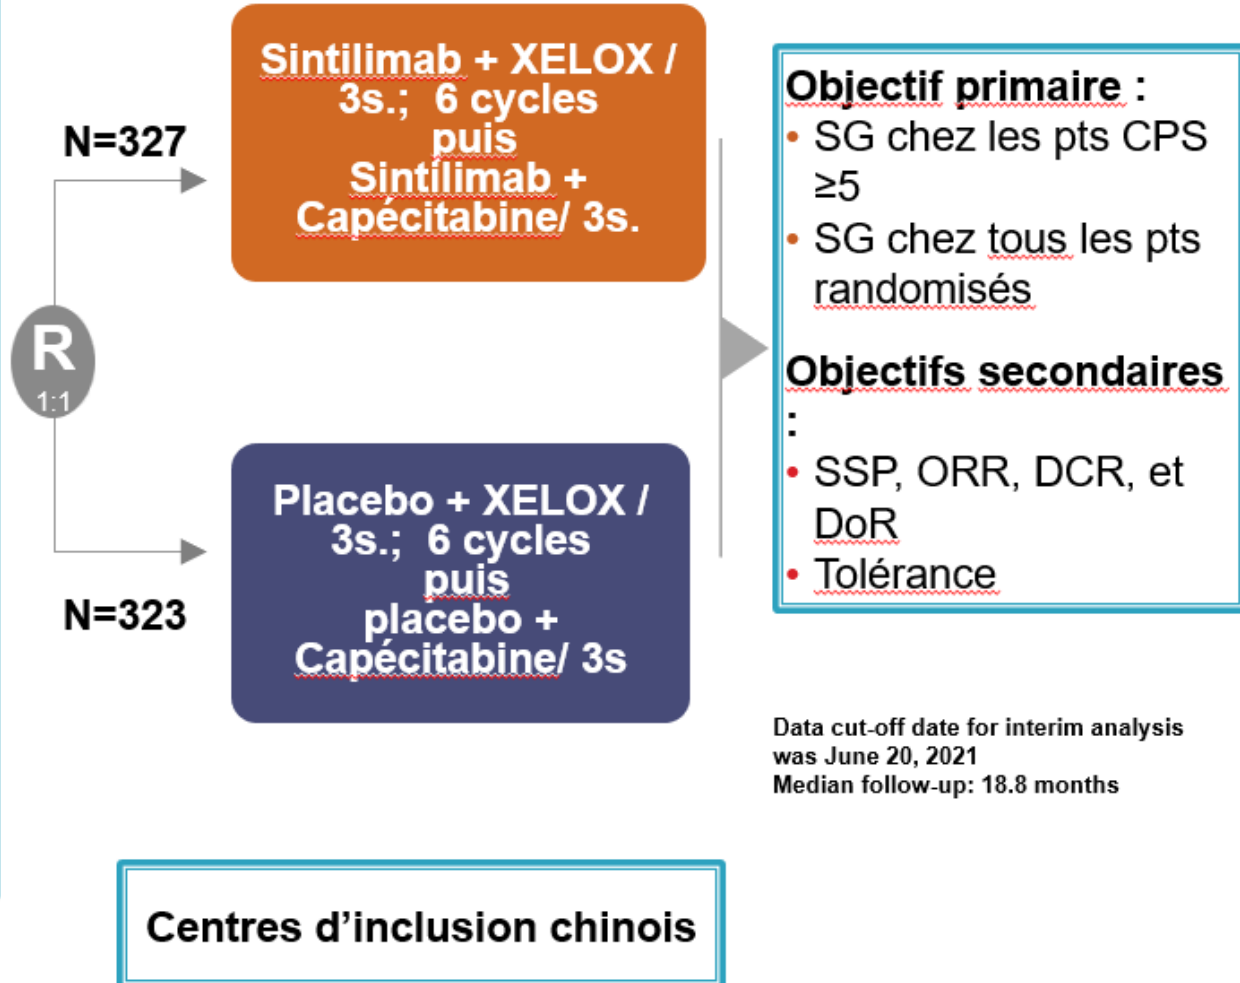 N=327
R
1:1
N=323
Sintilimab + XELOX /
3s.;  6 cycles
puis
Sintilimab +
Capécitabine/ 3s.
Placebo + XELOX /
3s.;  6 cycles
puis
placebo +
Capécitabine/ 3s
Objectif primaire :
• SG chez les pts CPS
≥5
• SG chez tous les pts
randomisés
Objectifs secondaires
:
• SSP, ORR, DCR, et
DoR
• Tolérance
Data cut-off date for interim analysis
was June 20, 2021
Median follow-up: 18.8 months
Centres d’inclusion chinois